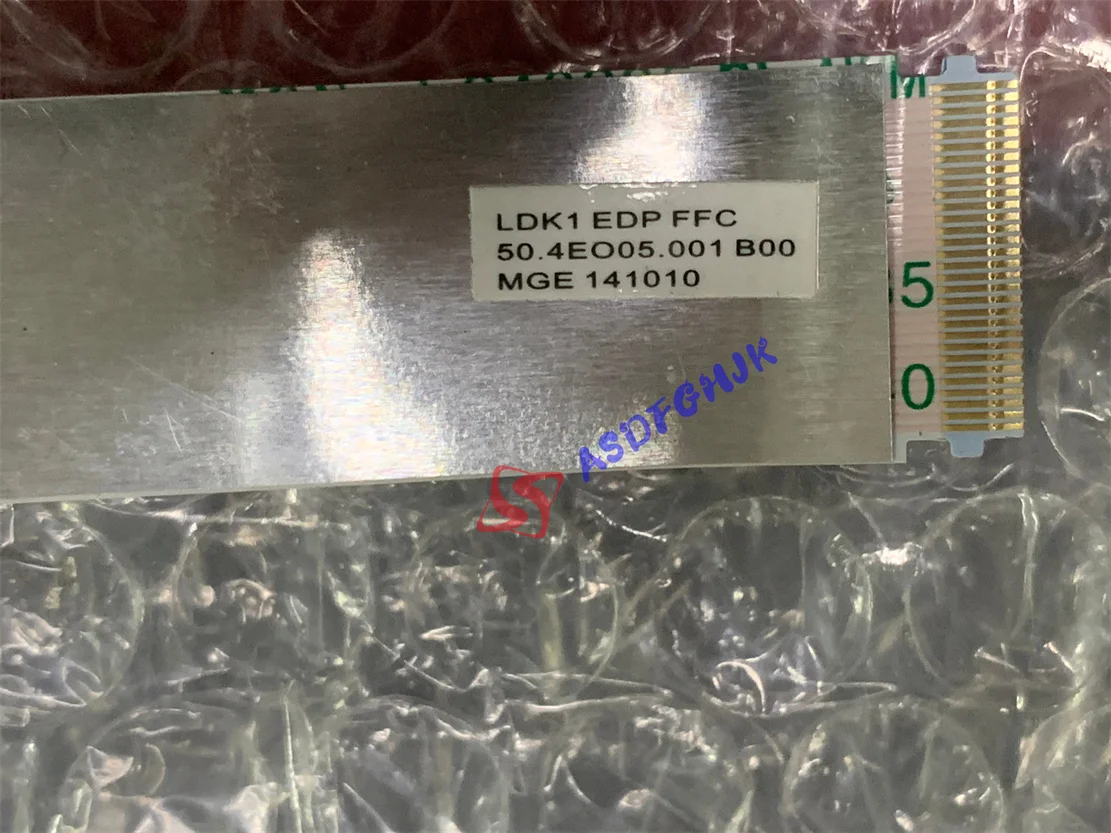 LDK1 EDP FFC
50.4EO05.001 B00
MGE 141010
5
0
ASDFGHJK